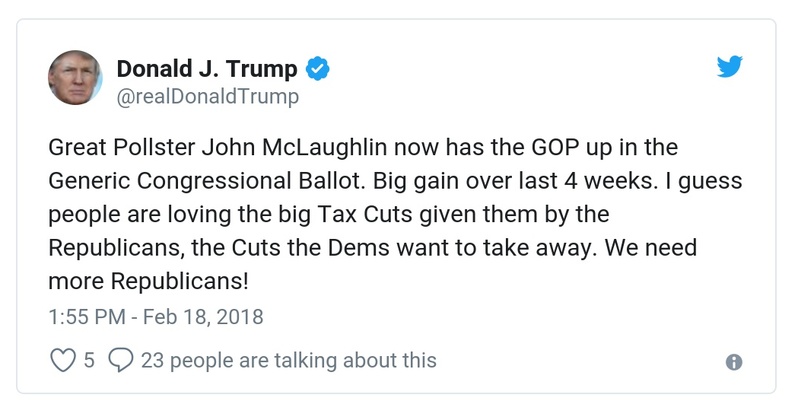 Donald J. Trump
@realDonaldTrump
Great Pollster John McLaughlin now has the GOP up in the
Generic Congressional Ballot. Big gain over last 4 weeks. I guess
people are loving the big Tax Cuts given them by the
Republicans, the Cuts the Dems want to take away. We need
more Republicans!
1:55 PM - Feb 18, 2018
5 23 people are talking about this